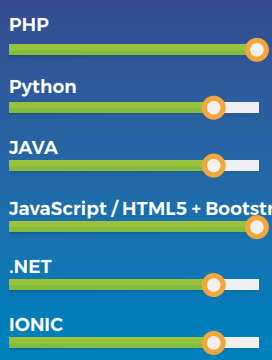 PHP
Python
JAVA
JavaScript / HTML5 + Bootstr
.NET
IONIC